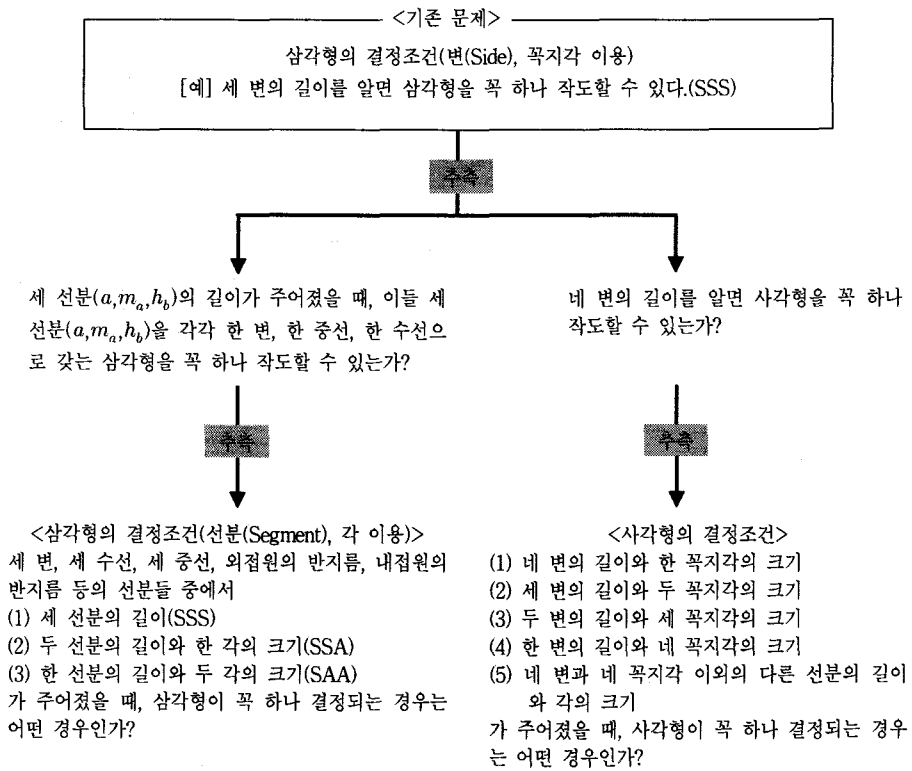 <기존 문제>
삼각형의 결정조건(변(Side), 꼭지각 이용)
[예] 세 변의 길이를 알면 삼각형을 꼭 하나 작도할 수 있다.(SSS)
추측
세 선분(a,mₐ,h_b)의 길이가 주어졌을 때, 이들 세
선분(a,mₐ,h_b)을 각각 한 변, 한 중선, 한 수선으
로 갖는 삼각형을 꼭 하나 작도할 수 있는가?
네 변의 길이를 알면 사각형을 꼭 하나
작도할 수 있는가?
추측
추측
<삼각형의 결정조건(선분(Segment), 각 이용)>
세 변, 세 수선, 세 중선, 외접원의 반지름, 내접원의
반지름 등의 선분들 중에서
(1) 세 선분의 길이(SSS)
(2) 두 선분의 길이와 한 각의 크기(SSA)
(3) 한 선분의 길이와 두 각의 크기(SAA)
가 주어졌을 때, 삼각형이 꼭 하나 결정되는 경우는
어떤 경우인가?
<사각형의 결정조건>
(1) 네 변의 길이와 한 꼭지각의 크기
(2) 세 변의 길이와 두 꼭지각의 크기
(3) 두 변의 길이와 세 꼭지각의 크기
(4) 한 변의 길이와 네 꼭지각의 크기
(5) 네 변과 네 꼭지각 이외의 다른 선분의 길이
와 각의 크기
가 주어졌을 때, 사각형이 꼭 하나 결정되는 경우
는 어떤 경우인가?